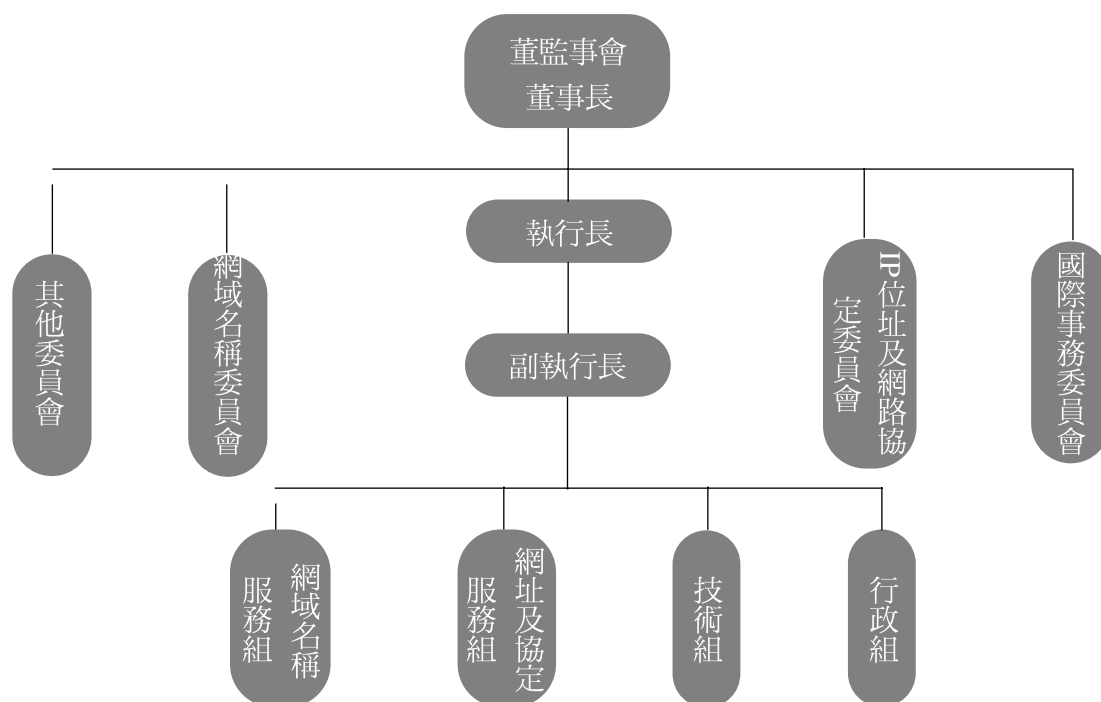 董監事會
董事長
執行長
副執行長
其他委員會
網域名稱委員會
IP位址及網路協
定委員會
國際事務委員會
網域名稱
服務組
網址及協定
服務組
技術組
行政組